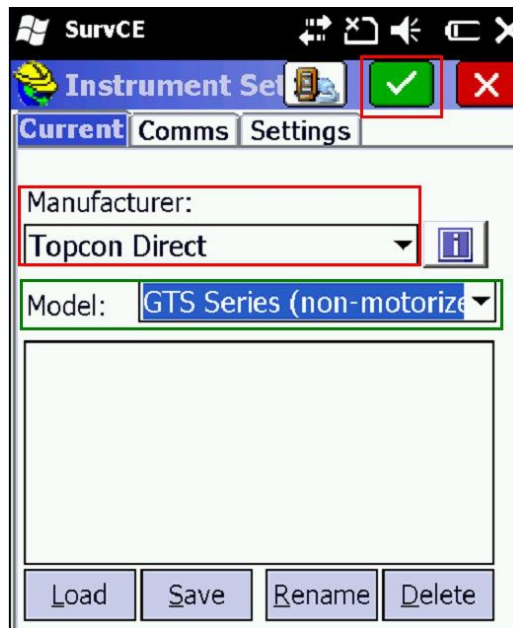 SurvCE
Instrument Set
Current Comms Settings
Manufacturer:
Topcon Direct
Model: GTS Series (non-motorize
Load Save Rename Delete